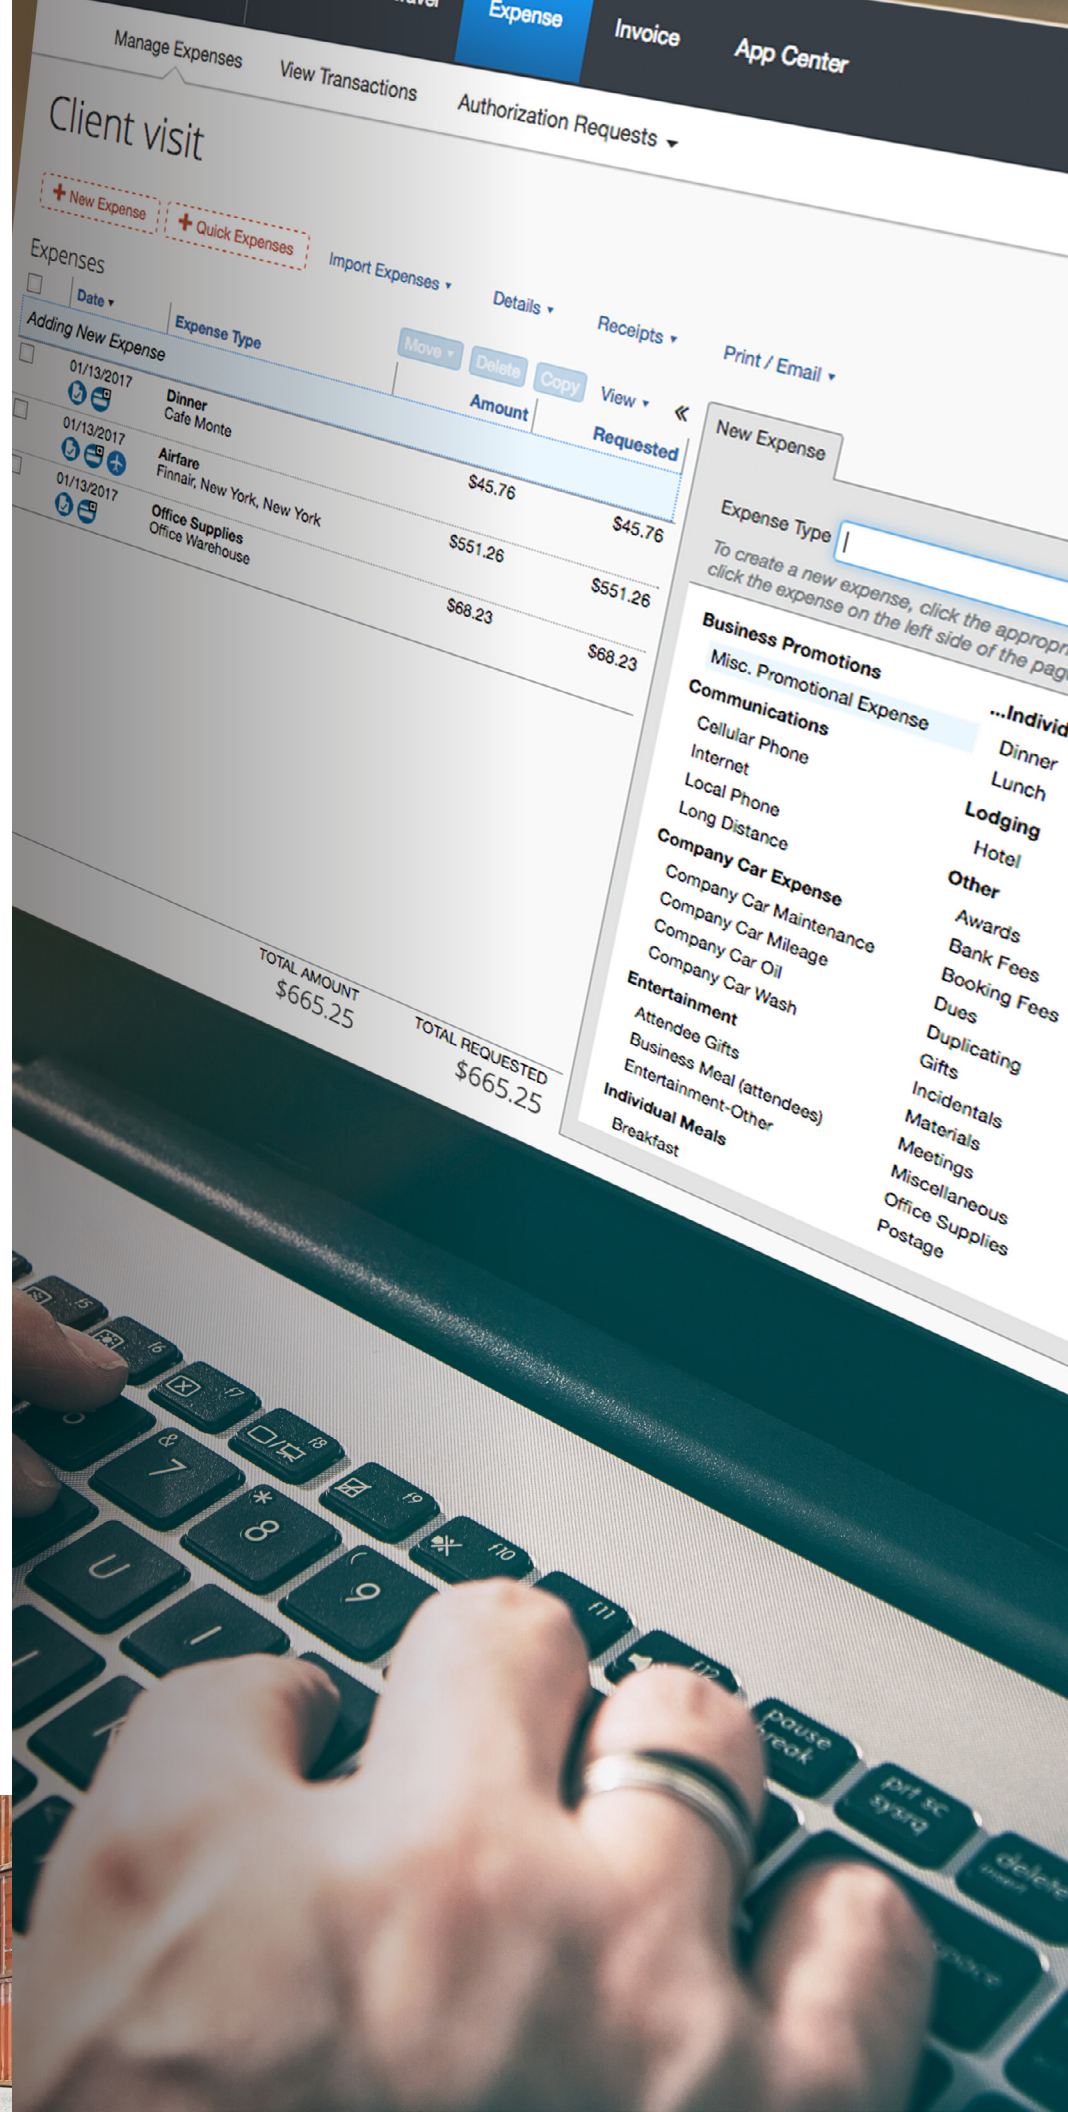 Expense
Invoice
App Center
Manage Expenses
View Transactions
Authorization Requests
Client visit
+ New Expense
+ Quick Expenses
Import Expenses
Details
Receipts
Print / Email
Expenses
Move
Delete
Copy
View
«
Date
Expense Type
Amount
Requested
Adding New Expense
01/13/2017
Dinner
Cafe Monte
$45.76
$45.76
01/13/2017
Airfare
Finnair, New York, New York
$551.26
$551.26
01/13/2017
Office Supplies
Office Warehouse
$68.23
$68.23
TOTAL AMOUNT
$665.25
TOTAL REQUESTED
$665.25
New Expense
Expense Type
To create a new expense, click the
click the expense on the left side of the
Business Promotions
Misc. Promotional Expense
Communications
Cellular Phone
Internet
Local Phone
Long Distance
Company Car Expense
Company Car Maintenance
Company Car Mileage
Company Car Oil
Company Car Wash
Entertainment
Attendee Gifts
Business Meal (attendees)
Entertainment-Other
Individual Meals
Breakfast
Dinner
Lunch
Lodging
Hotel
Other
Awards
Bank Fees
Booking Fees
Dues
Duplicating
Gifts
Incidentals
Materials
Meetings
Miscellaneous
Office Supplies
Postage
f5
f6
f7
f8
f9
f10
f11
f12
& 7
* 8
( 9
U
I
pause
break
prt sc
sysrq
delete